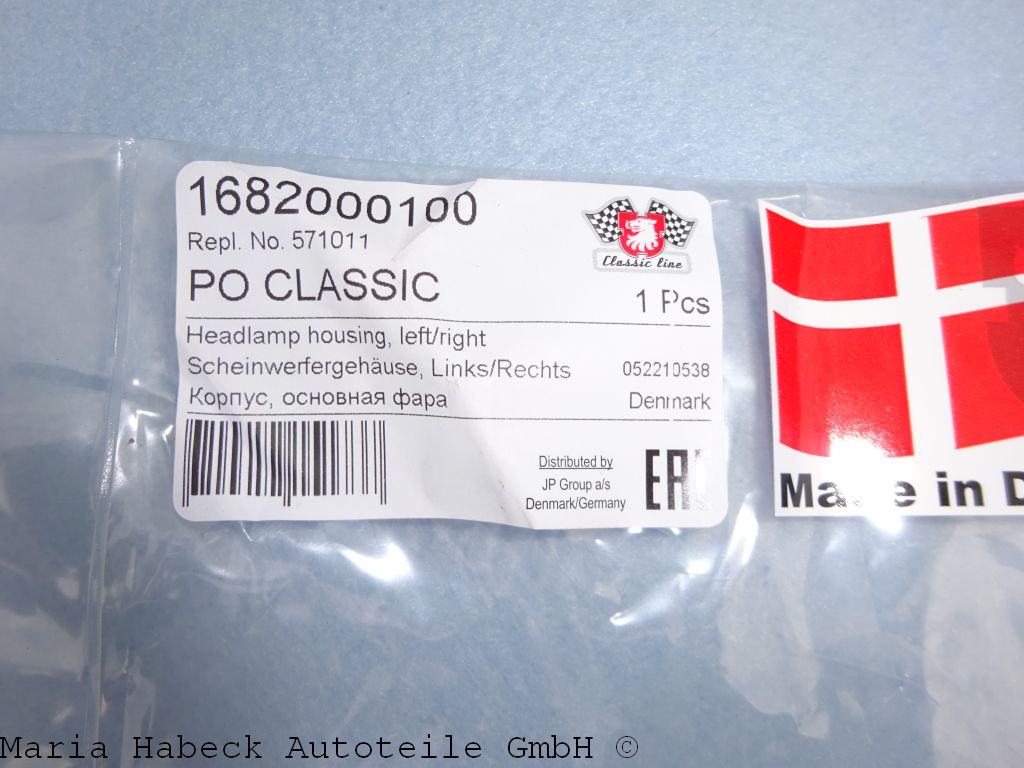 1682000100
Repl. No. 571011
Classic line
PO CLASSIC
1 Pcs
Headlamp housing, left/right
Scheinwerfergehäuse, Links/Rechts
052210538
Корпус, основная фара
Denmark
Distributed by
JP Group a/s
Denmark/Germany
EAC
Made in D
Maria Habeck Autoteile GmbH ©